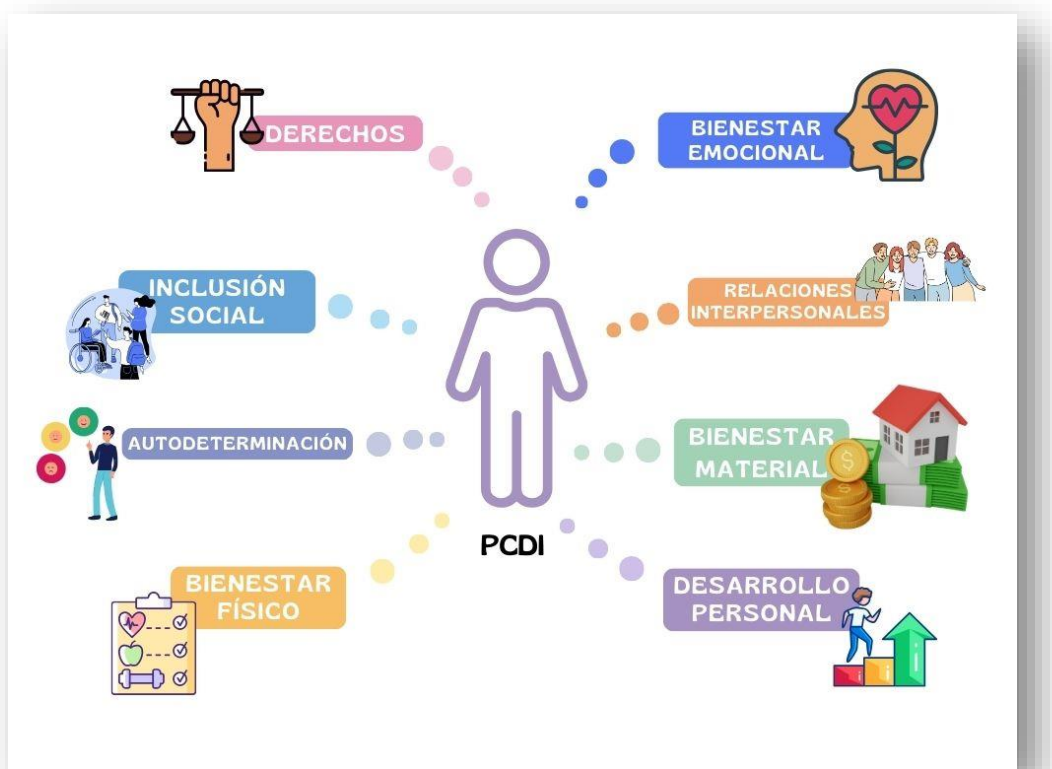 DERECHOS
BIENESTAR
EMOCIONAL
INCLUSIÓN
SOCIAL
RELACIONES
INTERPERSONALES
AUTODETERMINACIÓN
BIENESTAR
MATERIAL
PCDI
BIENESTAR
FÍSICO
DESARROLLO
PERSONAL